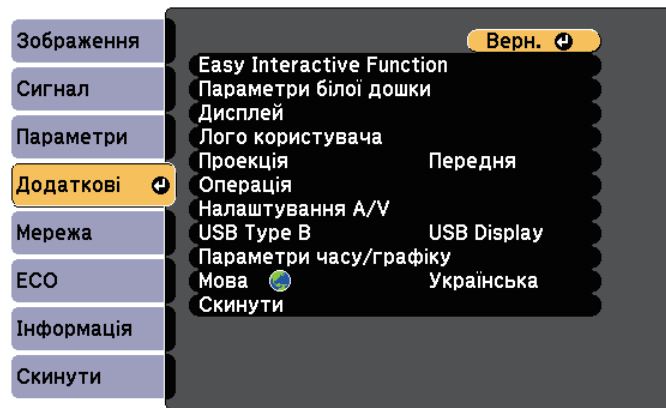 Зображення
Сигнал
Параметри
Додаткові
Мережа
ECO
Інформація
Скинути
Верн.
Easy Interactive Function
Параметри білої дошки
Дисплей
Лого користувача
Проекція Передня
Операція
Налаштування A/V
USB Type B USB Display
Параметри часу/графіку
Мова Українська
Скинути